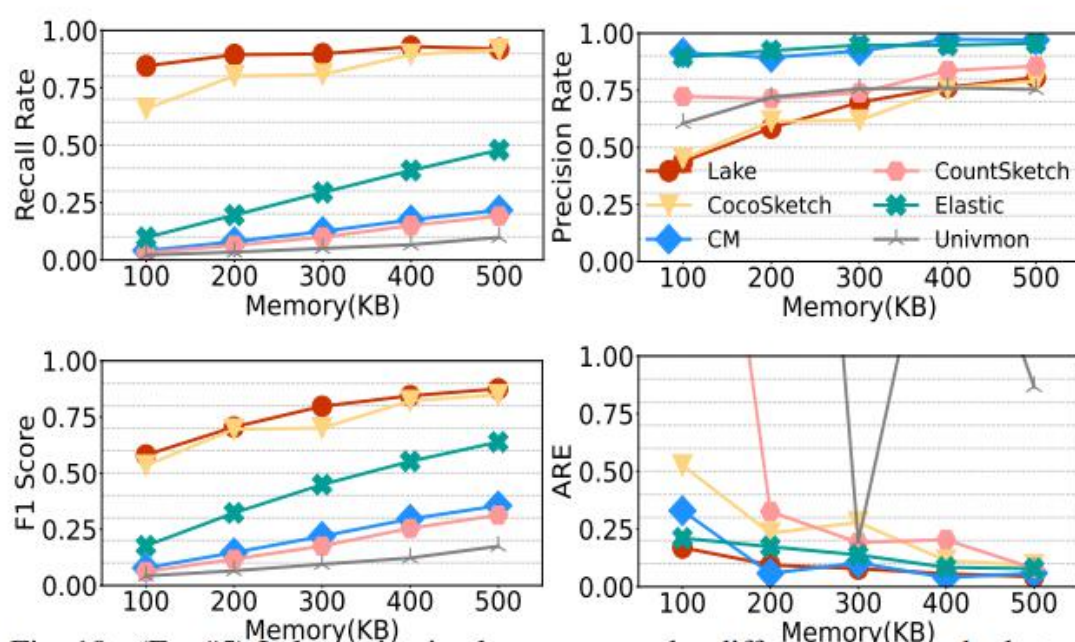 Recall Rate
1.00
0.75
0.50
0.25
0.00
100 200 300 400 500
Memory(KB)
Precision Rate
1.00
0.75
0.50
0.25
0.00
Lake
CocoSketch
CM
CountSketch
Elastic
Univmon
100 200 300 400 500
Memory(KB)
F1 Score
1.00
0.75
0.50
0.25
0.00
100 200 300 400 500
Memory(KB)
ARE
1.00
0.75
0.50
0.25
0.00
100 200 300 400 500
Memory(KB)